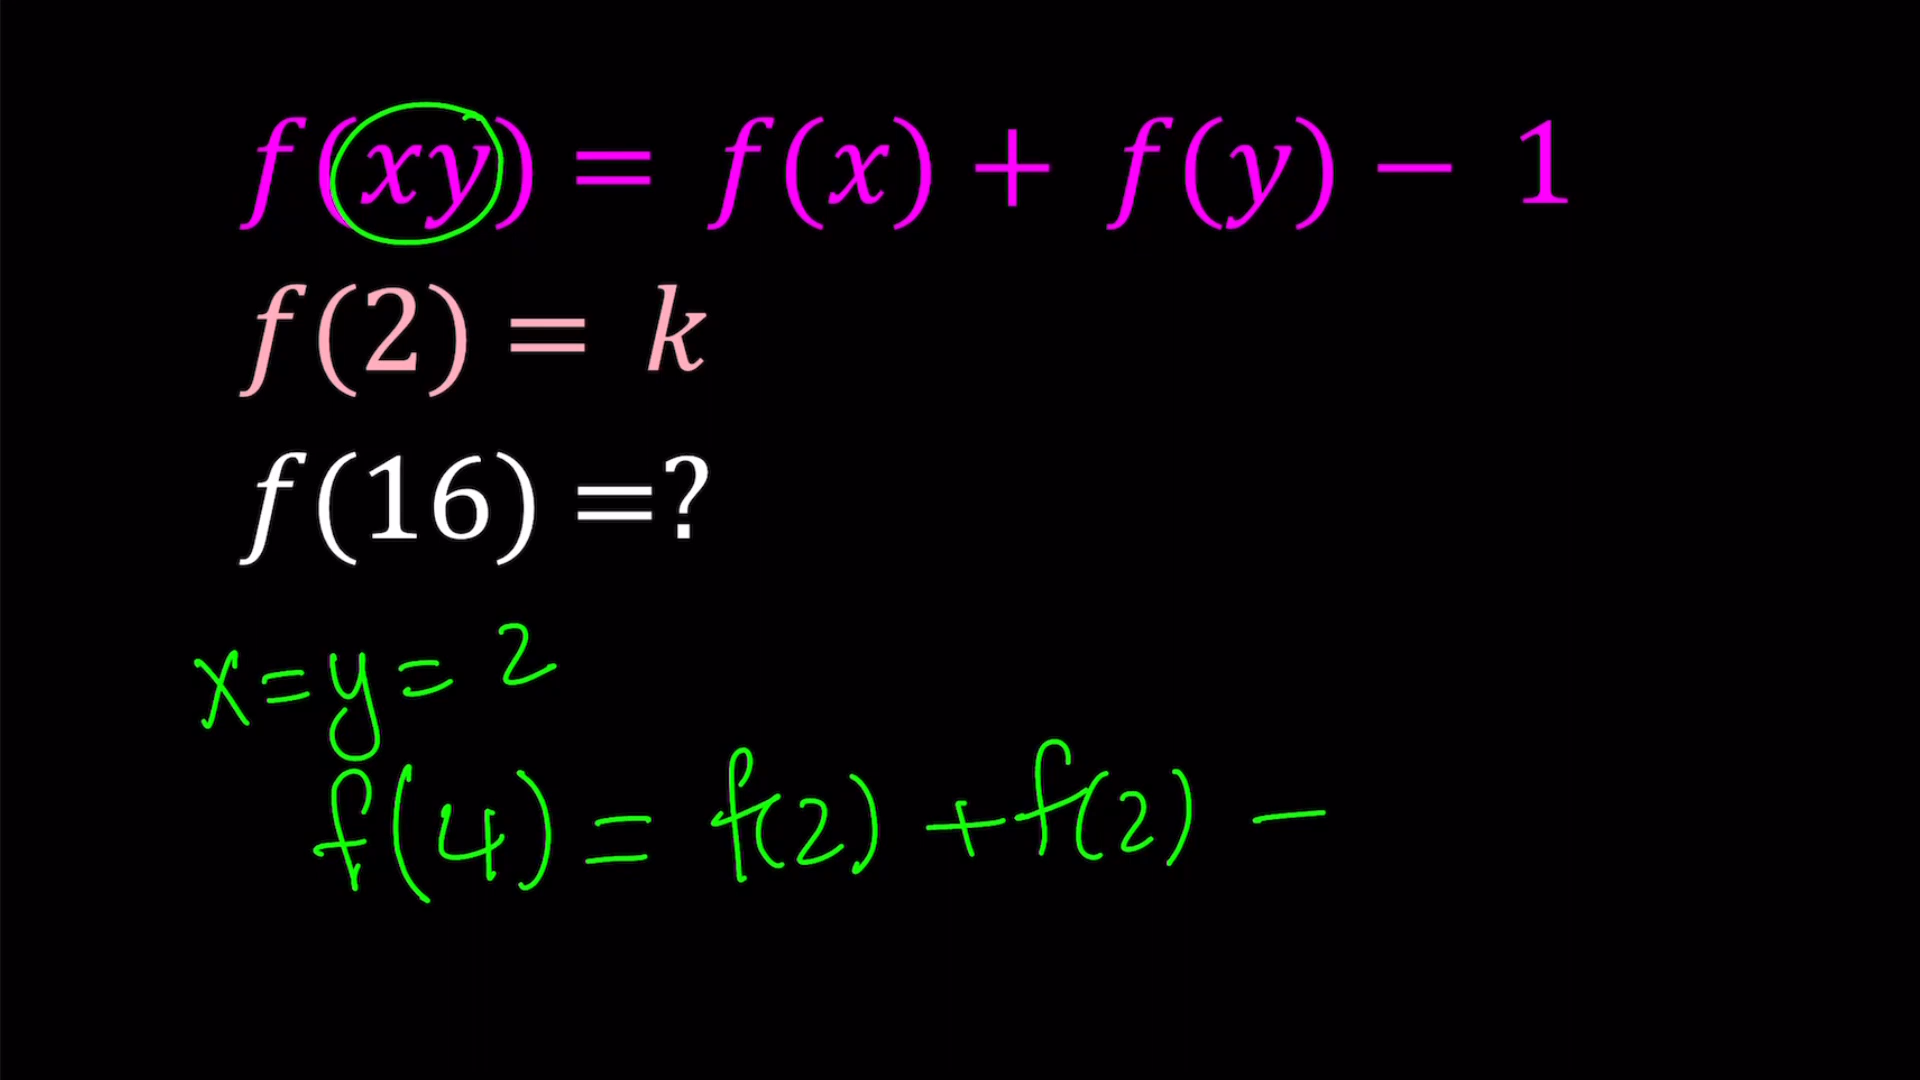 f(xy) = f(x) + f(y) − 1
f(2) = k
f(16) =?
x=y= 2
f(4) = f(2) +f(2) −